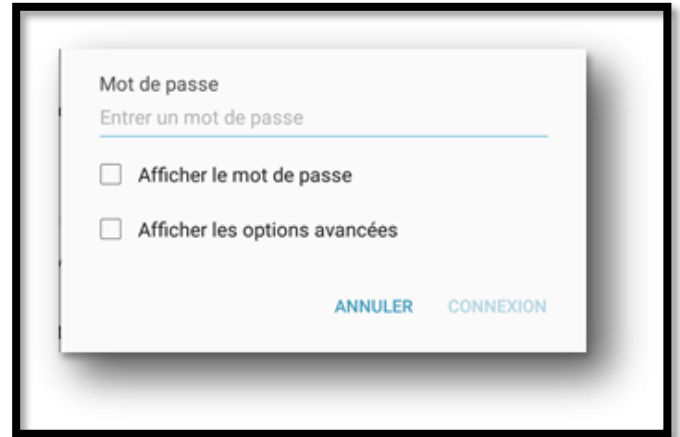 Mot de passe
Entrer un mot de passe
Afficher le mot de passe
Afficher les options avancées
ANNULER CONNEXION